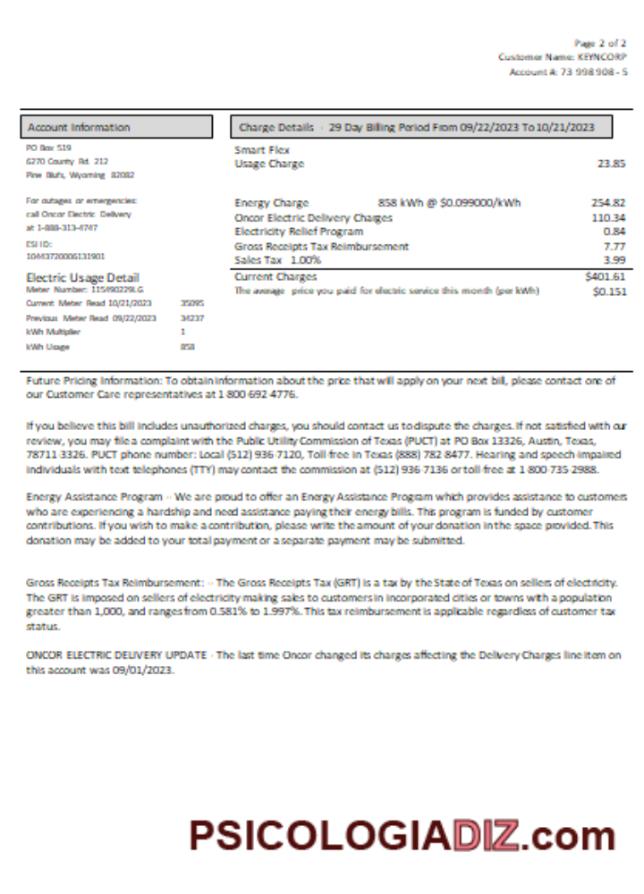 Page 2 of 2
Customer Name: KEYNCORP
Account #: 73 998 908 - 5
Account Information
PO Box 519
6270 County Rd. 212
Pine Blufs, Wyoming 82082
For outages or emergencies:
call Oncor Electric Delivery
at 1-888-313-4747
ESI ID:
10443720006131901
Electric Usage Detail
Meter Number: 115490229LG
Current Meter Read 10/21/2023 35095
Previous Meter Read 09/22/2023 34237
kWh Multiplier 1
kWh Usage 858
Charge Details - 29 Day Billing Period From 09/22/2023 To 10/21/2023
Smart Flex
Usage Charge 23.85
Energy Charge 858 kWh @ $0.099000/kWh 254.82
Oncor Electric Delivery Charges 110.34
Electricity Relief Program 0.84
Gross Receipts Tax Reimbursement 7.77
Sales Tax 1.00% 3.99
Current Charges $401.61
The average price you paid for electric service this month (per kWh) $0.151
Future Pricing Information: To obtain information about the price that will apply on your next bill, please contact one of
our Customer Care representatives at 1 800-692-4776.
If you believe this bill includes unauthorized charges, you should contact us to dispute the charges. If not satisfied with our
review, you may file a complaint with the Public Utility Commission of Texas (PUCT) at PO Box 13326, Austin, Texas,
78711-3326. PUCT phone number: Local (512) 936-7120, Toll-free in Texas (888) 782-8477. Hearing and speech-impaired
individuals with text telephones (TTY) may contact the commission at (512) 936-7136 or toll-free at 1-800-735-2988.
Energy Assistance Program -- We are proud to offer an Energy Assistance Program which provides assistance to customers
who are experiencing a hardship and need assistance paying their energy bills. This program is funded by customer
contributions. If you wish to make a contribution, please write the amount of your donation in the space provided. This
donation may be added to your total payment or a separate payment may be submitted.
Gross Receipts Tax Reimbursement: -- The Gross Receipts Tax (GRT) is a tax by the State of Texas on sellers of electricity.
The GRT is imposed on sellers of electricity making sales to customers in incorporated cities or towns with a population
greater than 1,000, and ranges from 0.581% to 1.997%. This tax reimbursement is applicable regardless of customer tax
status.
ONCOR ELECTRIC DELIVERY UPDATE - The last time Oncor changed its charges affecting the Delivery Charges line item on
this account was 09/01/2023.
PSICOLOGIADIZ.com